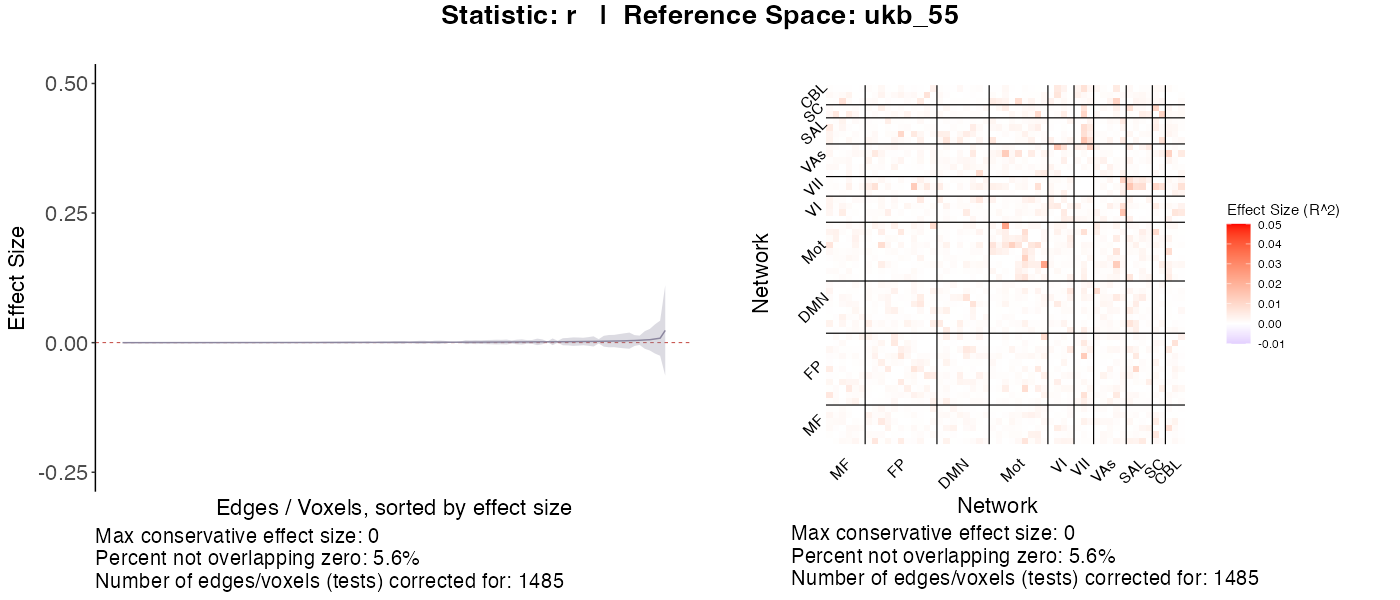 Statistic: r | Reference Space: ukb_55
0.50
0.25
0.00
-0.25
Effect Size
Edges / Voxels, sorted by effect size
Max conservative effect size: 0
Percent not overlapping zero: 5.6%
Number of edges/voxels (tests) corrected for: 1485
CBL
SC
SAL
VAs
VII
VI
Mot
DMN
FP
MF
Network
MF
FP
DMN
Mot
VI
VII
VAs
SAL
SC
CBL
Network
Max conservative effect size: 0
Percent not overlapping zero: 5.6%
Number of edges/voxels (tests) corrected for: 1485
Effect Size (R^2)
0.05
0.04
0.03
0.02
0.01
0.00
-0.01